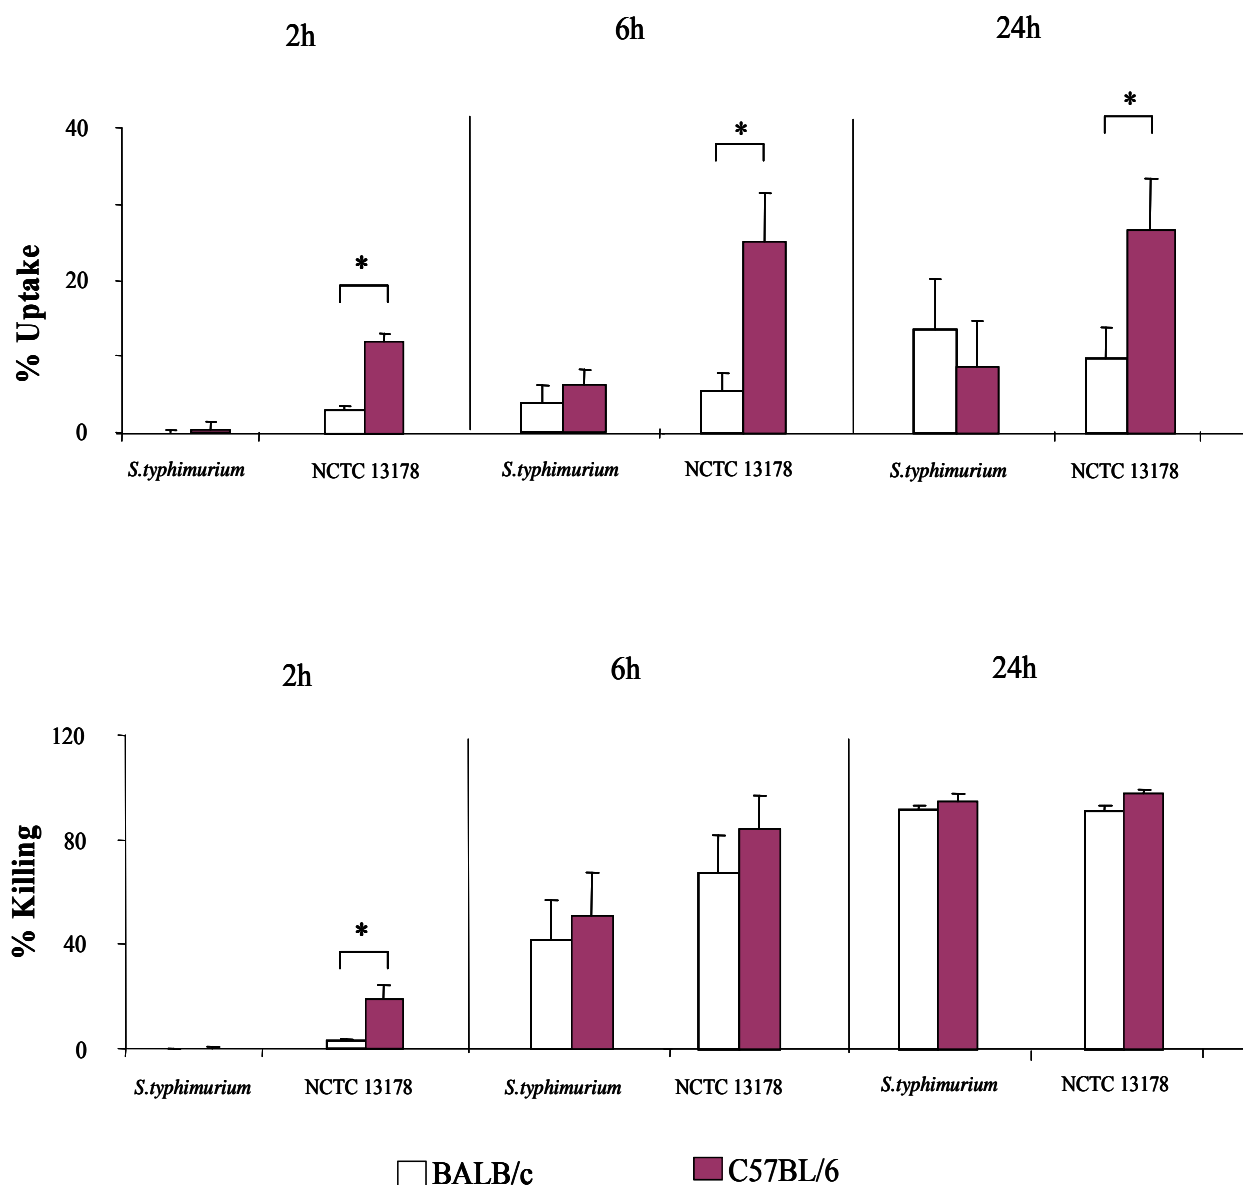 2h 6h 24h
* * *
% Uptake
40
20
0
S.typhimurium NCTC 13178 S.typhimurium NCTC 13178 S.typhimurium NCTC 13178
2h 6h 24h
*
% Killing
120
80
40
0
S.typhimurium NCTC 13178 S.typhimurium NCTC 13178 S.typhimurium NCTC 13178
BALB/c C57BL/6